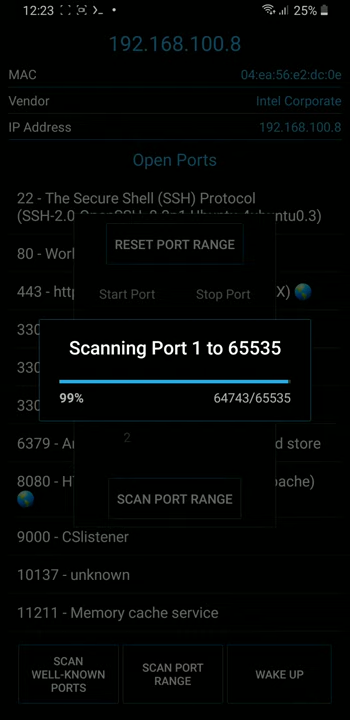 12:23
25%
192.168.100.8
MAC 04:ea:56:e2:dc:0e
Vendor Intel Corporate
IP Address 192.168.100.8
Open Ports
22 - The Secure Shell (SSH) Protocol
(SSH-2.0
RESET PORT RANGE
80 -
443 -
X)
Start Port Stop Port
330
Scanning Port 1 to 65535
330
99% 64743/65535
330
2
6379 -
d store
8080 -
pache)
SCAN PORT RANGE
9000 - CSlistener
10137 - unknown
11211 - Memory cache service
SCAN
WELL-KNOWN
PORTS
SCAN PORT
RANGE
WAKE UP